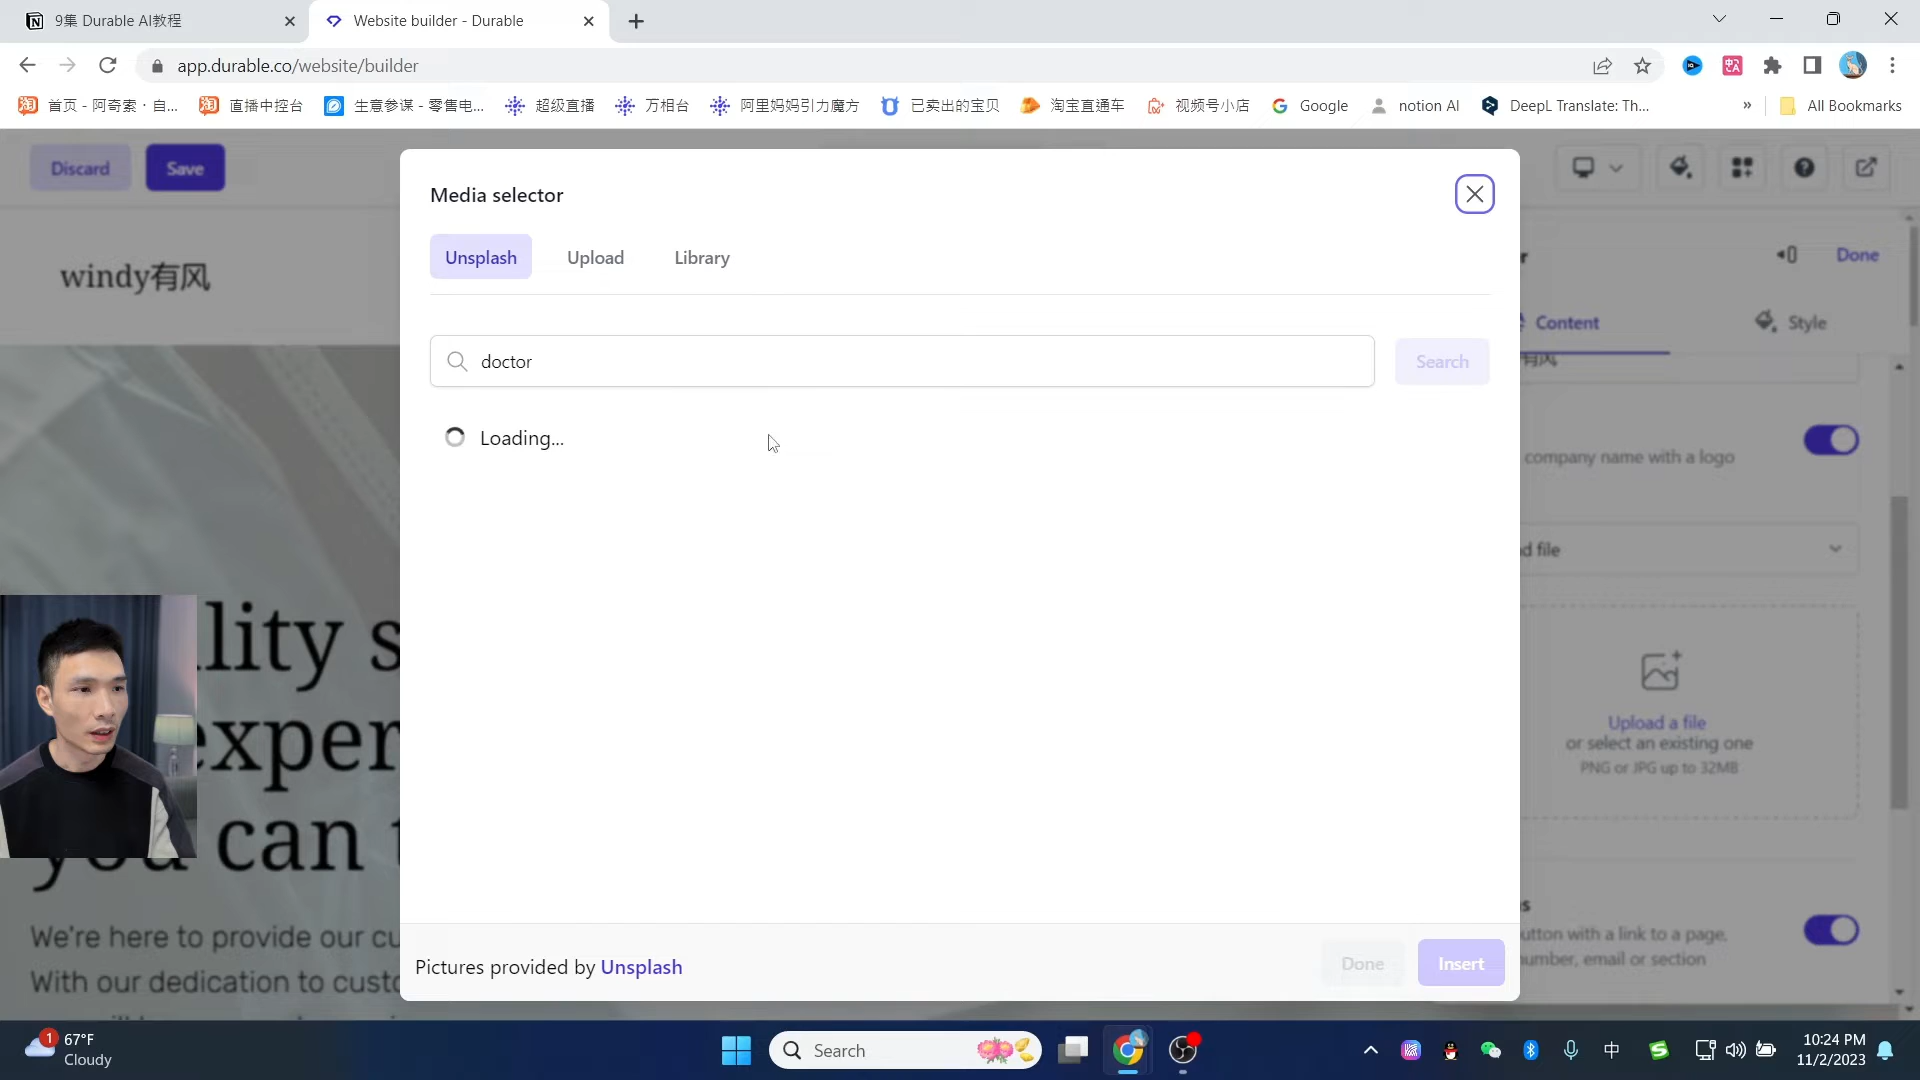 9集 Durable AI教程
Website builder - Durable
app.durable.co/website/builder
首页 - 阿奇索 · 自...
直播中控台
生意参谋 - 零售电...
超级直播
万相台
阿里妈妈引力魔方
已卖出的宝贝
淘宝直通车
视频号小店
Google
notion AI
DeepL Translate: Th...
»
All Bookmarks
Discard
Save
Media selector
Unsplash
Upload
Library
r
Done
windy有风
Content
Style
doctor
Search
有风
Loading...
company name with a logo
d file
Upload a file
or select an existing one
PNG or JPG up to 32MB
lity s
exper
you can t
s
utton with a link to a page,
number, email or section
We're here to provide our cu
With our dedication to custo
Pictures provided by Unsplash
Done
Insert
1
67°F
Cloudy
Search
中
10:24 PM
11/2/2023